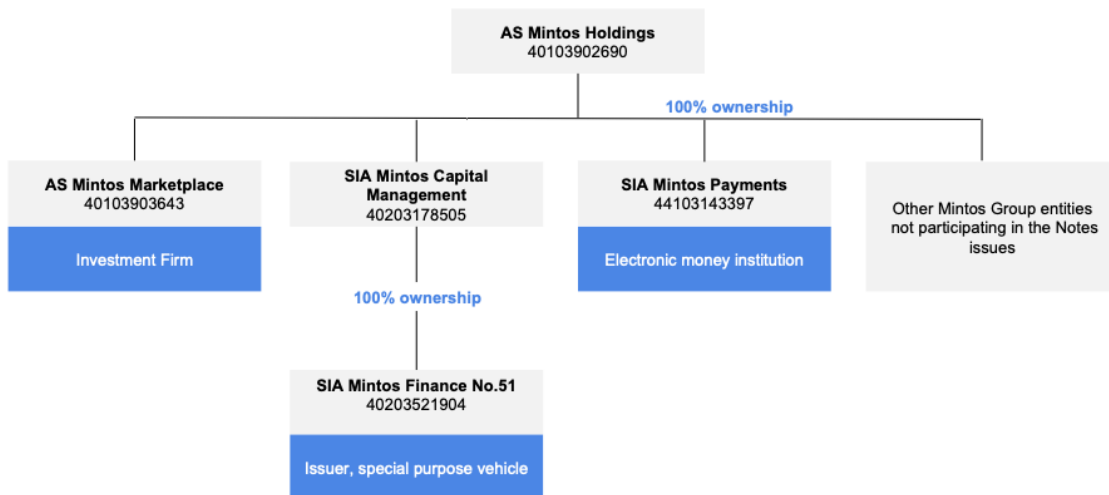 AS Mintos Holdings
40103902690
100% ownership
AS Mintos Marketplace
40103903643
Investment Firm
SIA Mintos Capital
Management
40203178505
SIA Mintos Payments
44103143397
Electronic money institution
Other Mintos Group entities
not participating in the Notes
issues
100% ownership
SIA Mintos Finance No.51
40203521904
Issuer, special purpose vehicle